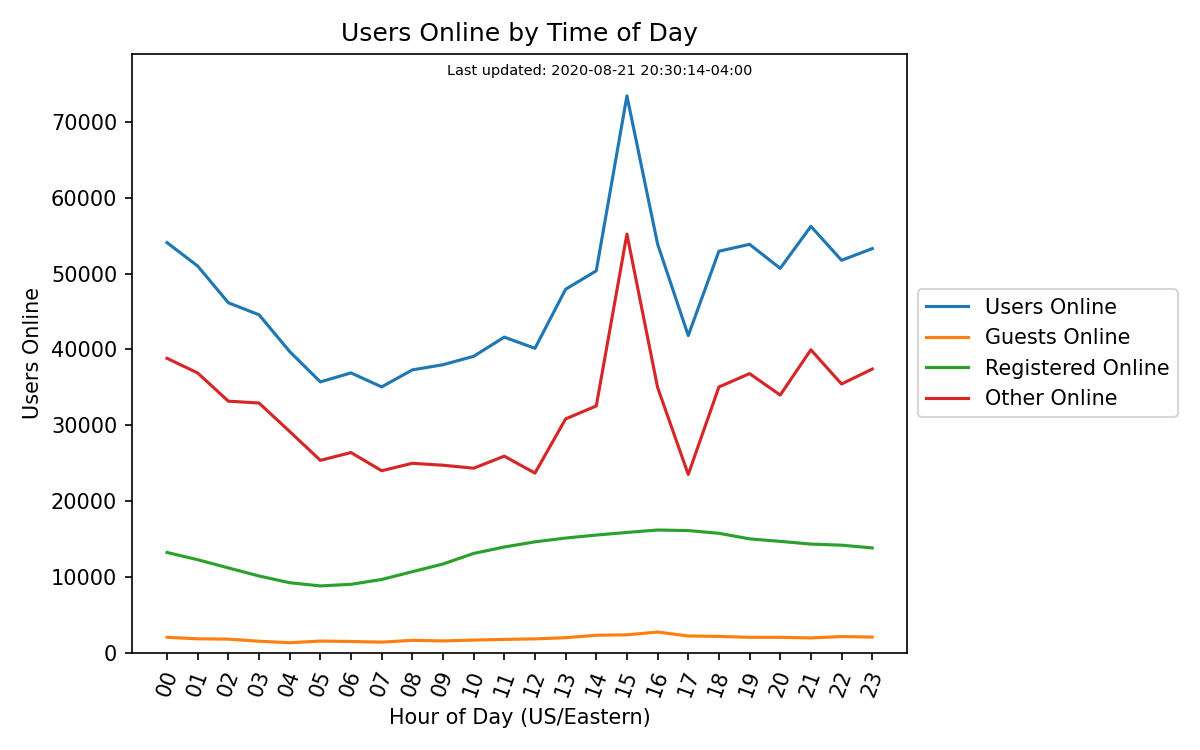 Users Online by Time of Day
Last updated: 2020-08-21 20:30:14-04:00
Users Online
70000
60000
50000
40000
30000
20000
10000
0
00 01 02 03 04 05 06 07 08 09 10 11 12 13 14 15 16 17 18 19 20 21 22 23
Hour of Day (US/Eastern)
Users Online
Guests Online
Registered Online
Other Online